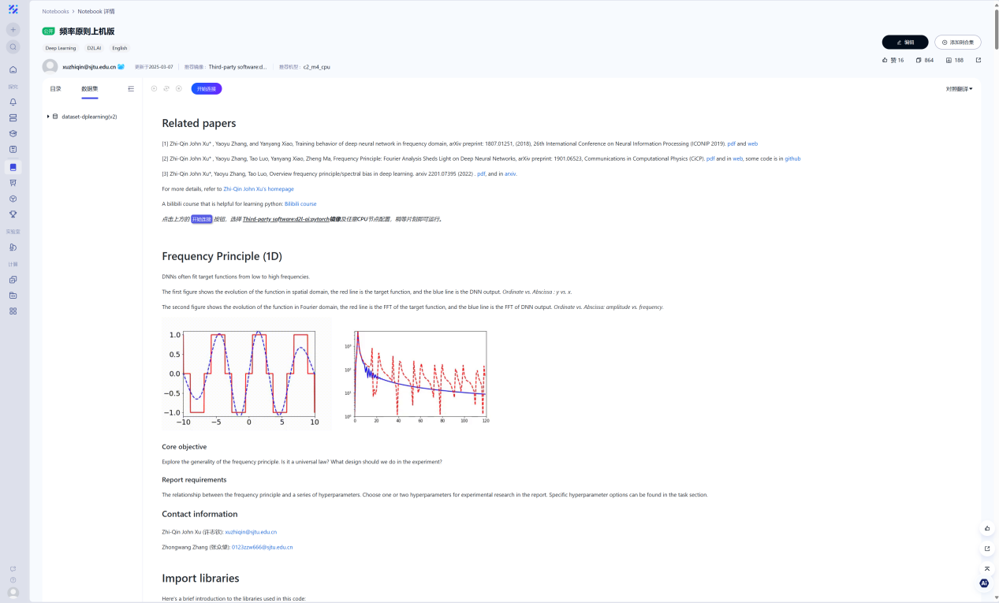 Notebooks > Notebook 详情
公开 频率原则上机版
Deep Learning D2L.AI English
编辑 添加到合集
xuzhiqin@sjtu.edu.cn 更新于2025-03-07 推荐镜像: Third-party software:d... 推荐机型: c2_m4_cpu
赞 16 864 188
目录 数据集 开始连接 对照翻译
dataset-dplearning(v2)
实验室
计算
Related papers
[1] Zhi-Qin John Xu* , Yaoyu Zhang, and Yanyang Xiao, Training behavior of deep neural network in frequency domain, arXiv preprint: 1807.01251, (2018), 26th International Conference on Neural Information Processing (ICONIP 2019). pdf and web
[2] Zhi-Qin John Xu* , Yaoyu Zhang, Tao Luo, Yanyang Xiao, Zheng Ma, Frequency Principle: Fourier Analysis Sheds Light on Deep Neural Networks, arXiv preprint: 1901.06523, Communications in Computational Physics (CiCP). pdf and in web, some code is in github
[3] Zhi-Qin John Xu*, Yaoyu Zhang, Tao Luo, Overview frequency principle/spectral bias in deep learning. arxiv 2201.07395 (2022) . pdf, and in arxiv.
For more details, refer to Zhi-Qin John Xu's homepage
A bilibili course that is helpful for learning python: Bilibili course
点击上方的 开始连接 按钮，选择 Third-party software:d2l-ai:pytorch镜像及任意CPU节点配置，稍等片刻即可运行。
Frequency Principle (1D)
DNNs often fit target functions from low to high frequencies.
The first figure shows the evolution of the function in spatial domain, the red line is the target function, and the blue line is the DNN output. Ordinate vs. Abscissa : y vs. x.
The second figure shows the evolution of the function in Fourier domain, the red line is the FFT of the target function, and the blue line is the FFT of DNN output. Ordinate vs. Abscissa: amplitude vs. frequency.
1.0
0.5
0.0
−0.5
−1.0
−10 −5 0 5 10
10³
10²
10¹
10⁰
0 20 40 60 80 100 120
Core objective
Explore the generality of the frequency principle. Is it a universal law? What design should we do in the experiment?
Report requirements
The relationship between the frequency principle and a series of hyperparameters. Choose one or two hyperparameters for experimental research in the report. Specific hyperparameter options can be found in the task section.
Contact information
Zhi-Qin John Xu (许志钦): xuzhiqin@sjtu.edu.cn
Zhongwang Zhang (张众望): 0123zzw666@sjtu.edu.cn
Import libraries
Here's a brief introduction to the libraries used in this code:
Ai